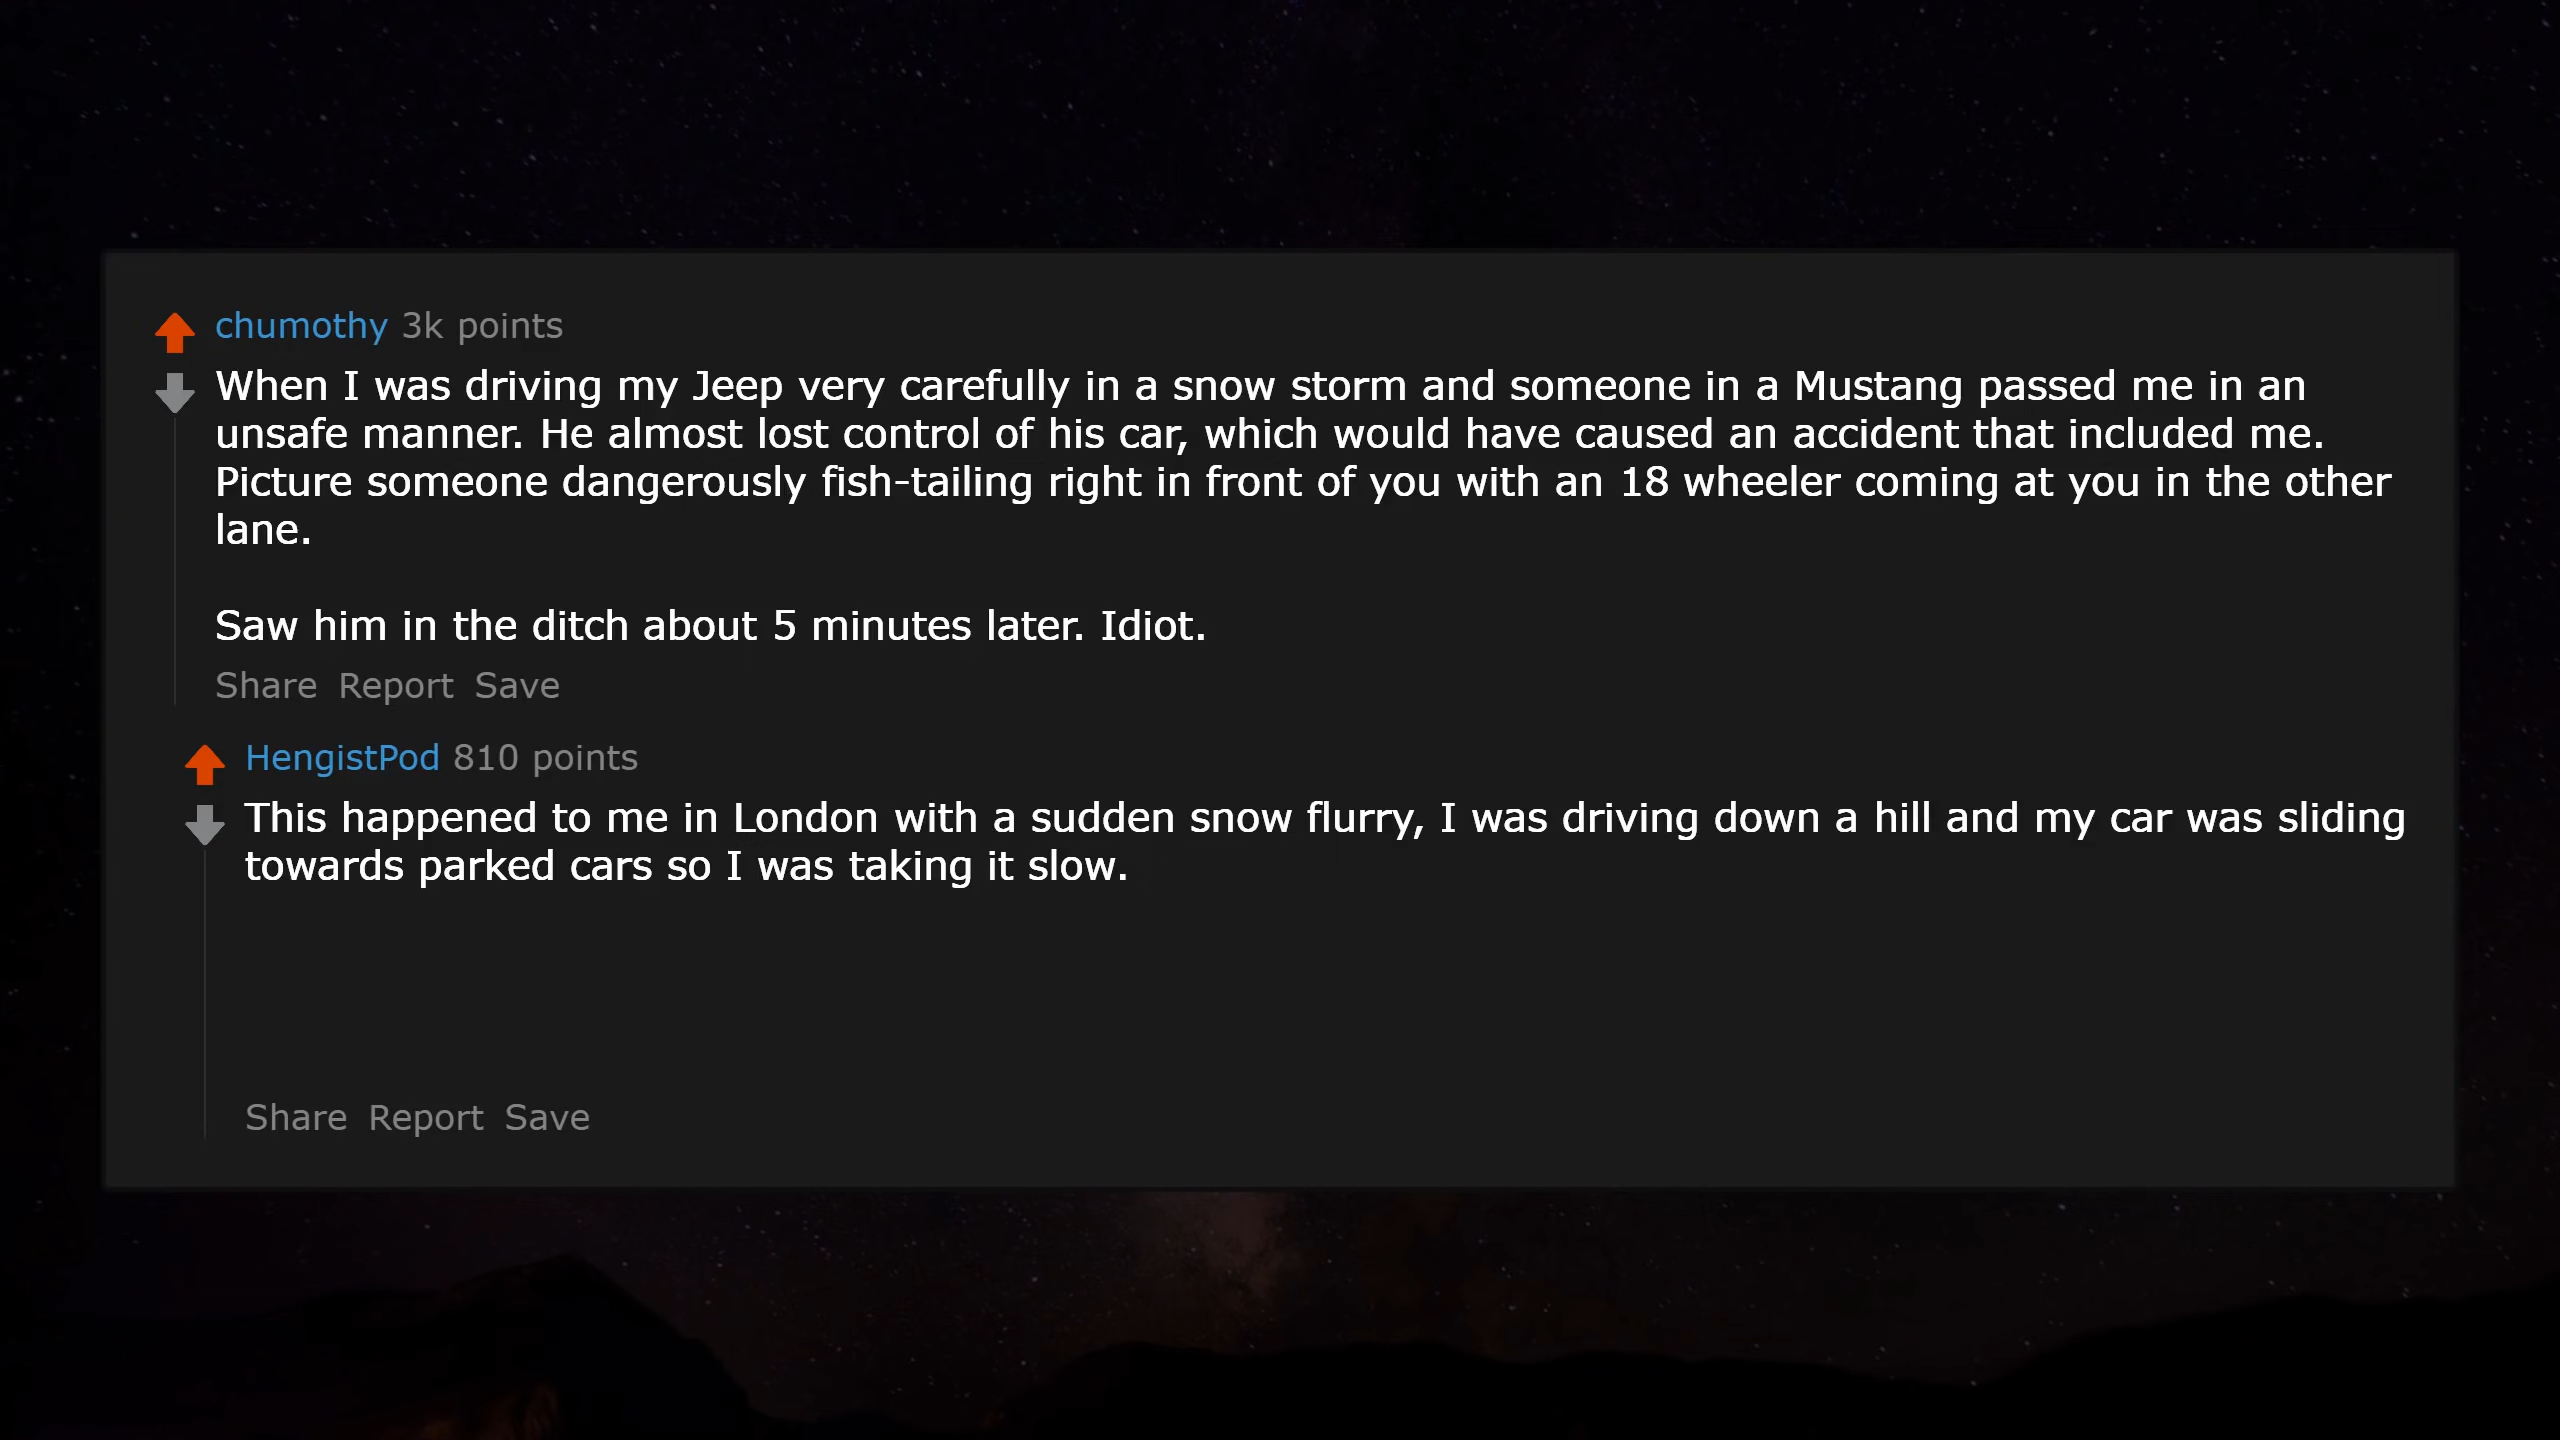 chumothy 3k points
When I was driving my Jeep very carefully in a snow storm and someone in a Mustang passed me in an
unsafe manner. He almost lost control of his car, which would have caused an accident that included me.
Picture someone dangerously fish-tailing right in front of you with an 18 wheeler coming at you in the other
lane.
Saw him in the ditch about 5 minutes later. Idiot.
Share Report Save
HengistPod 810 points
This happened to me in London with a sudden snow flurry, I was driving down a hill and my car was sliding
towards parked cars so I was taking it slow.
Share Report Save